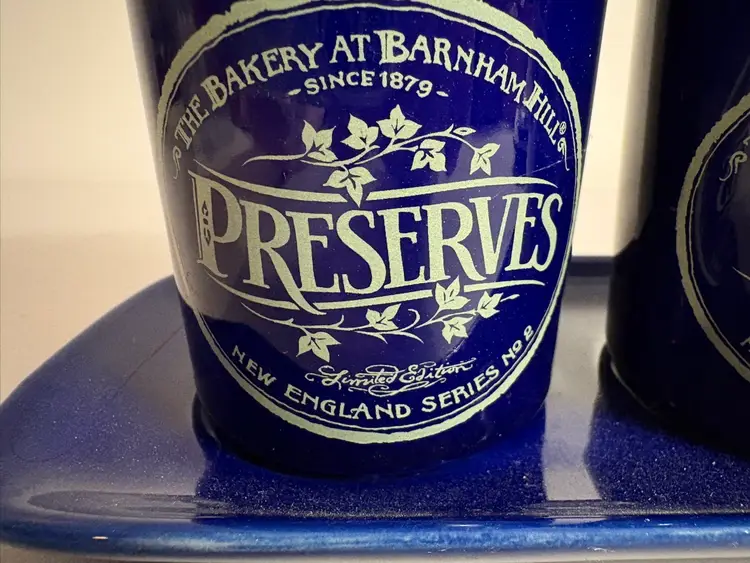 THE BAKERY AT BARNHAM HILL®
-SINCE 1879-
PRESERVES
Limited Edition
NEW ENGLAND SERIES No 2